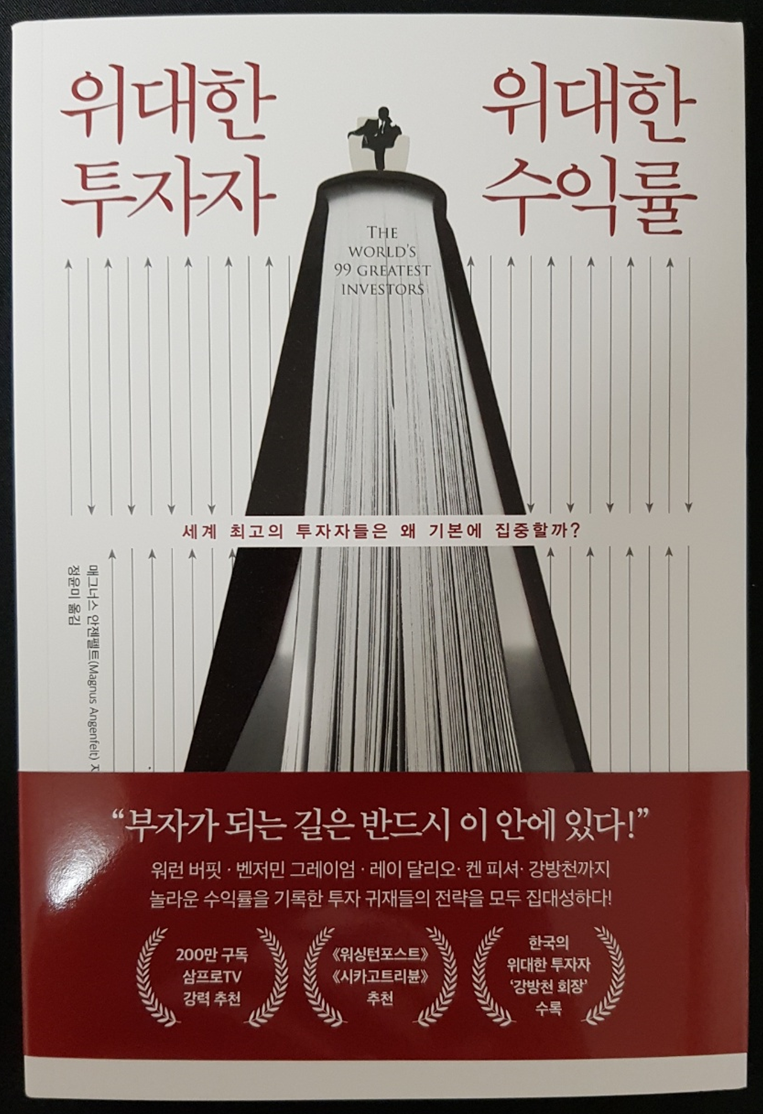 위대한
투자자
위대한
수익률
THE
WORLD'S
99 GREATEST
INVESTORS
세계 최고의 투자자들은 왜 기본에 집중할까?
매그너스 안젠펠트(Magnus Angenfelt) 지
정윤미 옮김
“부자가 되는 길은 반드시 이 안에 있다!”
워런 버핏 · 벤저민 그레이엄 · 레이 달리오 · 켄 피셔 · 강방천까지
놀라운 수익률을 기록한 투자 귀재들의 전략을 모두 집대성하다!
200만 구독
삼프로TV
강력 추천
《워싱턴포스트》
《시카고트리뷴》
추천
한국의
위대한 투자자
‘강방천 회장’
수록